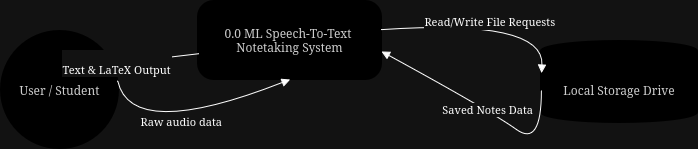 Read/Write File Requests
0.0 ML Speech-To-Text
Notetaking System
Text & LaTeX Output
User / Student
Local Storage Drive
Saved Notes Data
Raw audio data